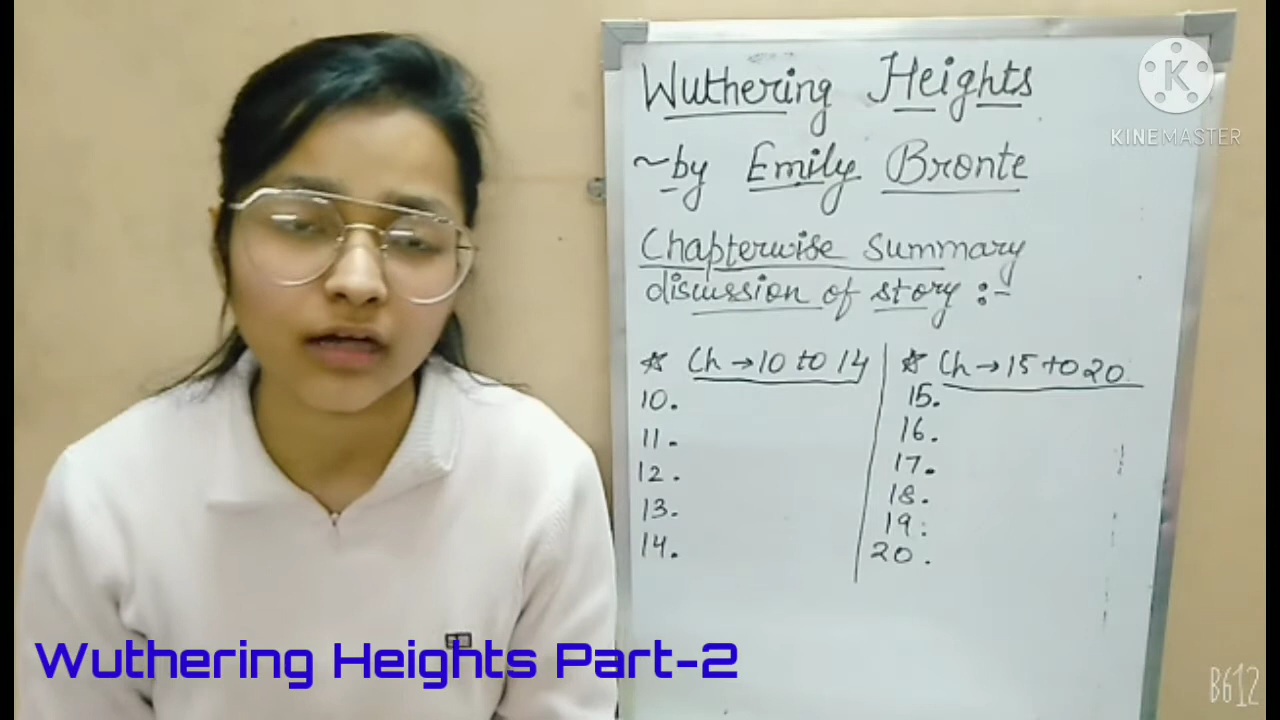 Wuthering Heights
~by Emily Bronte
Chapterwise summary
discussion of story :-
☆ Ch → 10 to 14
10.
11.
12.
13.
14.
☆ Ch → 15 to 20
15.
16.
17.
18.
19.
20.
K
KINEMASTER
Wuthering Heights Part-2
B612